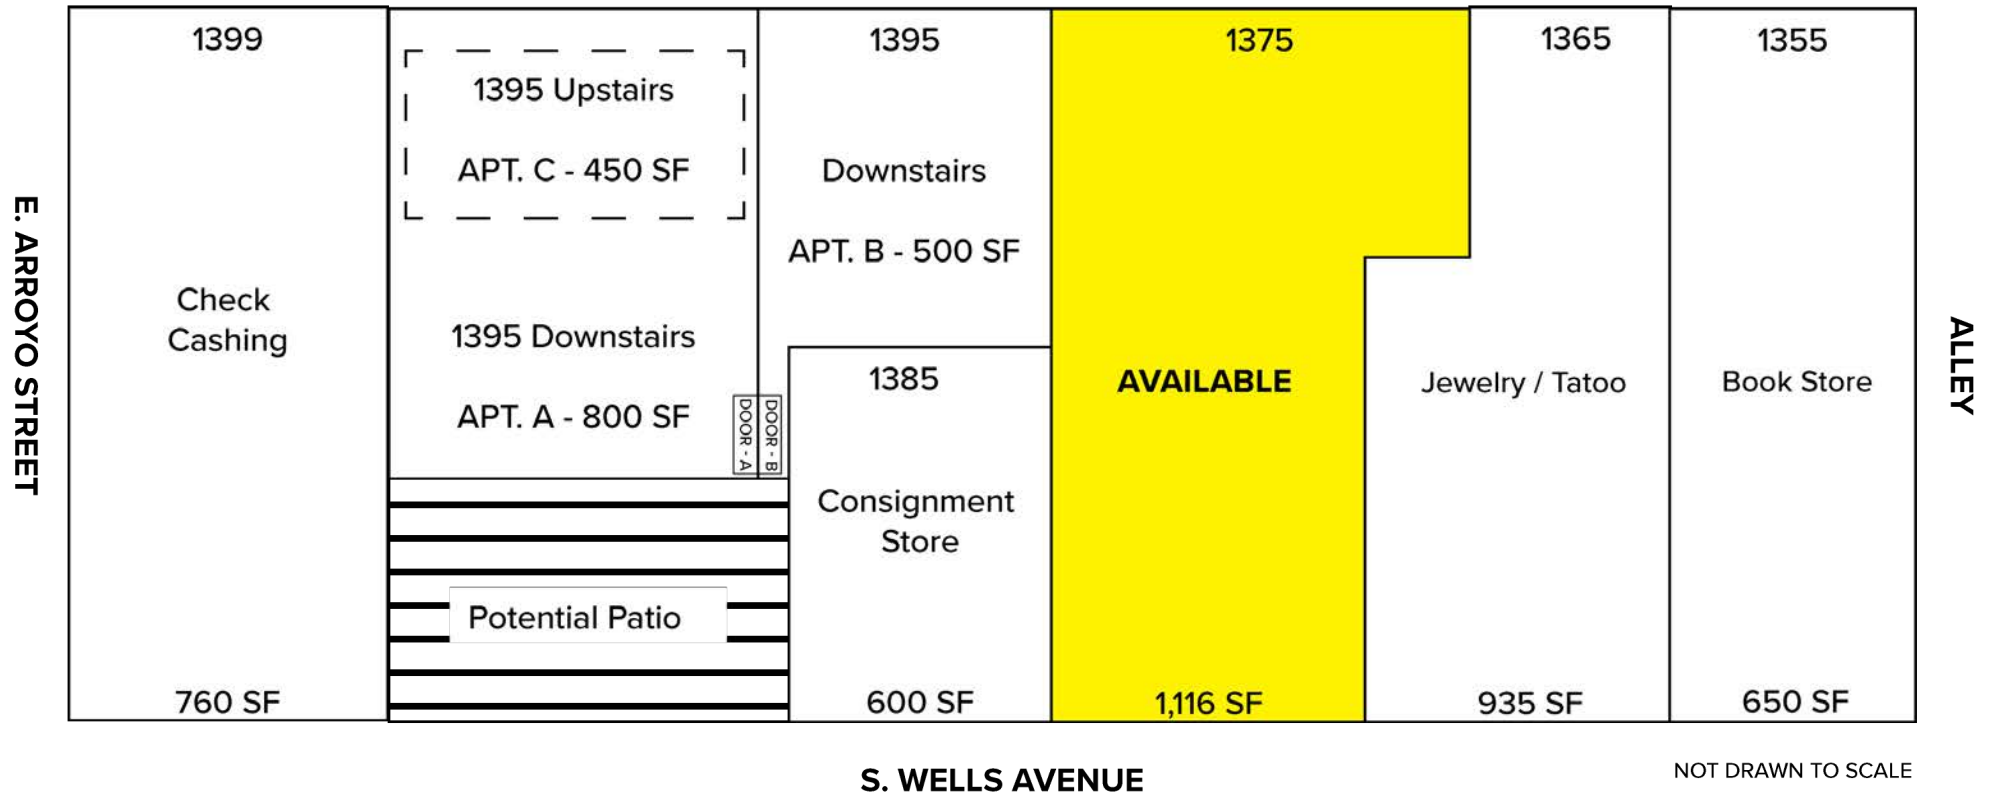 E. ARROYO STREET
1399
Check
Cashing
760 SF
1395 Upstairs
APT. C - 450 SF
1395 Downstairs
APT. A - 800 SF
DOOR - A
DOOR - B
Potential Patio
1395
Downstairs
APT. B - 500 SF
1385
Consignment
Store
600 SF
1375
AVAILABLE
1,116 SF
1365
Jewelry / Tatoo
935 SF
1355
Book Store
650 SF
ALLEY
S. WELLS AVENUE
NOT DRAWN TO SCALE